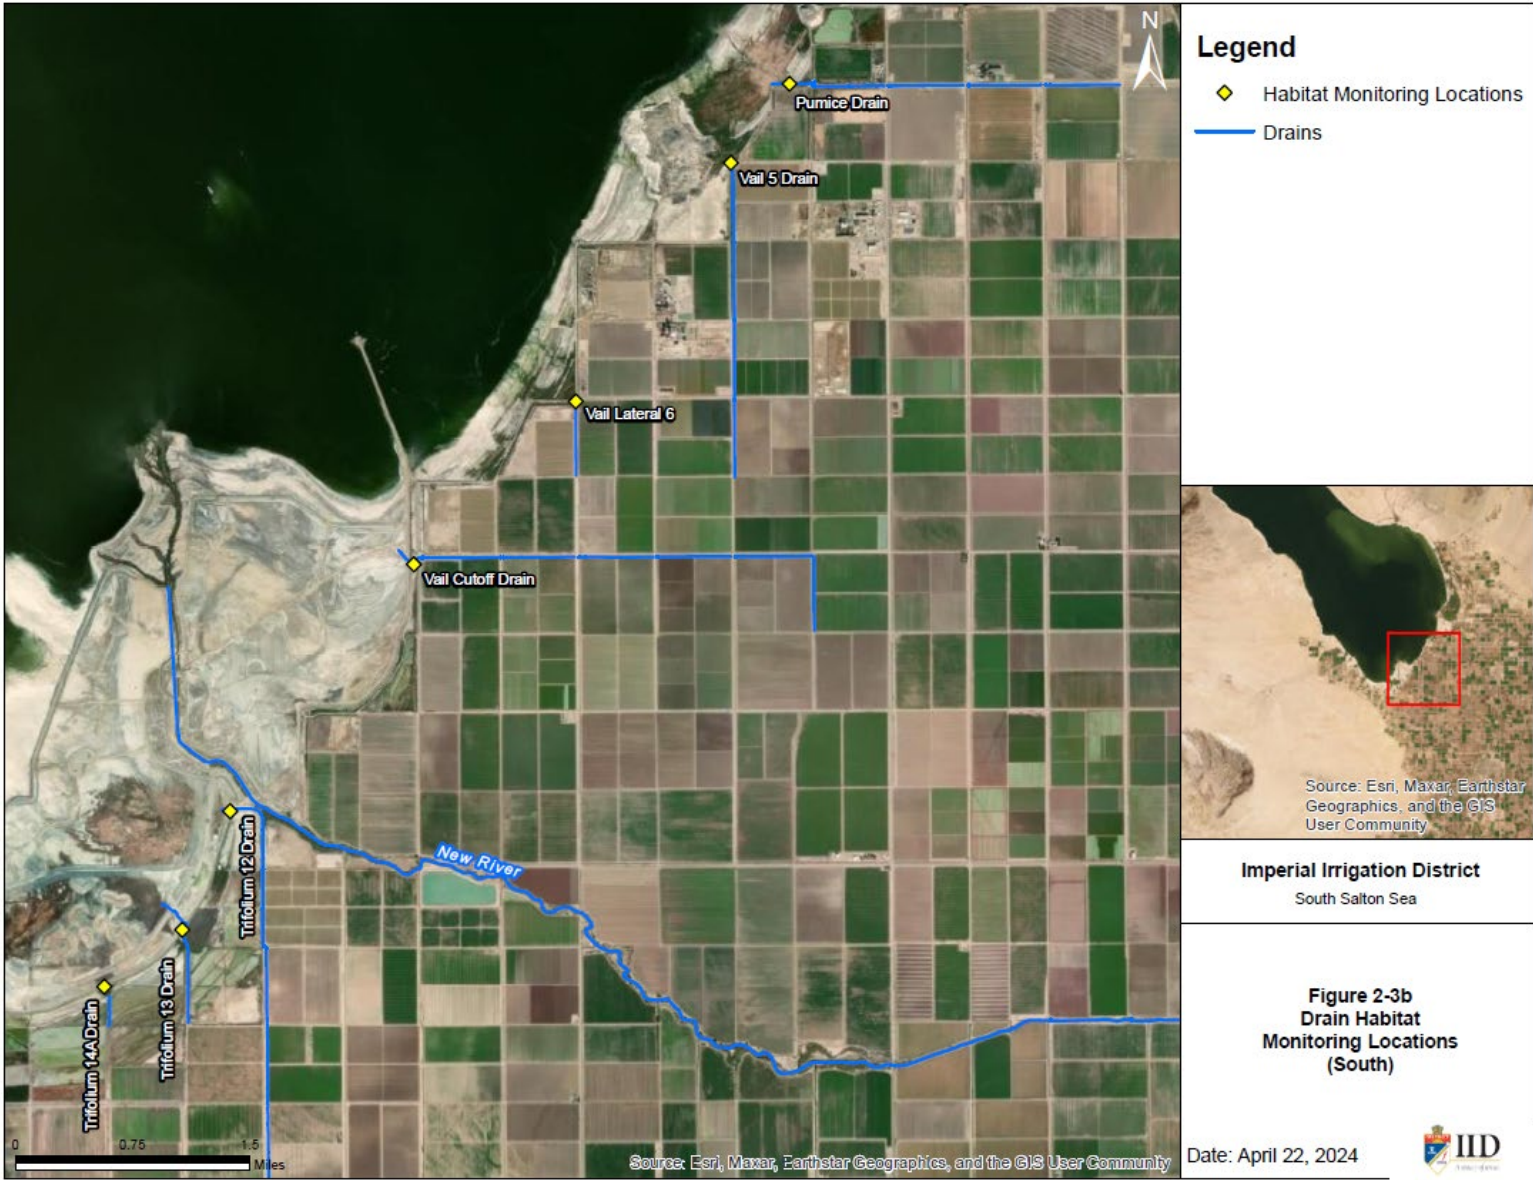 N
Pumice Drain
Vail 5 Drain
Vail Lateral 6
Vail Cutoff Drain
Trifolium 12 Drain
New River
Trifolium 13 Drain
Trifolium 14A Drain
0 0.75 1.5
Miles
Source: Esri, Maxar, Earthstar Geographics, and the GIS User Community
Legend
Habitat Monitoring Locations
Drains
Source: Esri, Maxar, Earthstar
Geographics, and the GIS
User Community
Imperial Irrigation District
South Salton Sea
Figure 2-3b
Drain Habitat
Monitoring Locations
(South)
Date: April 22, 2024
IID